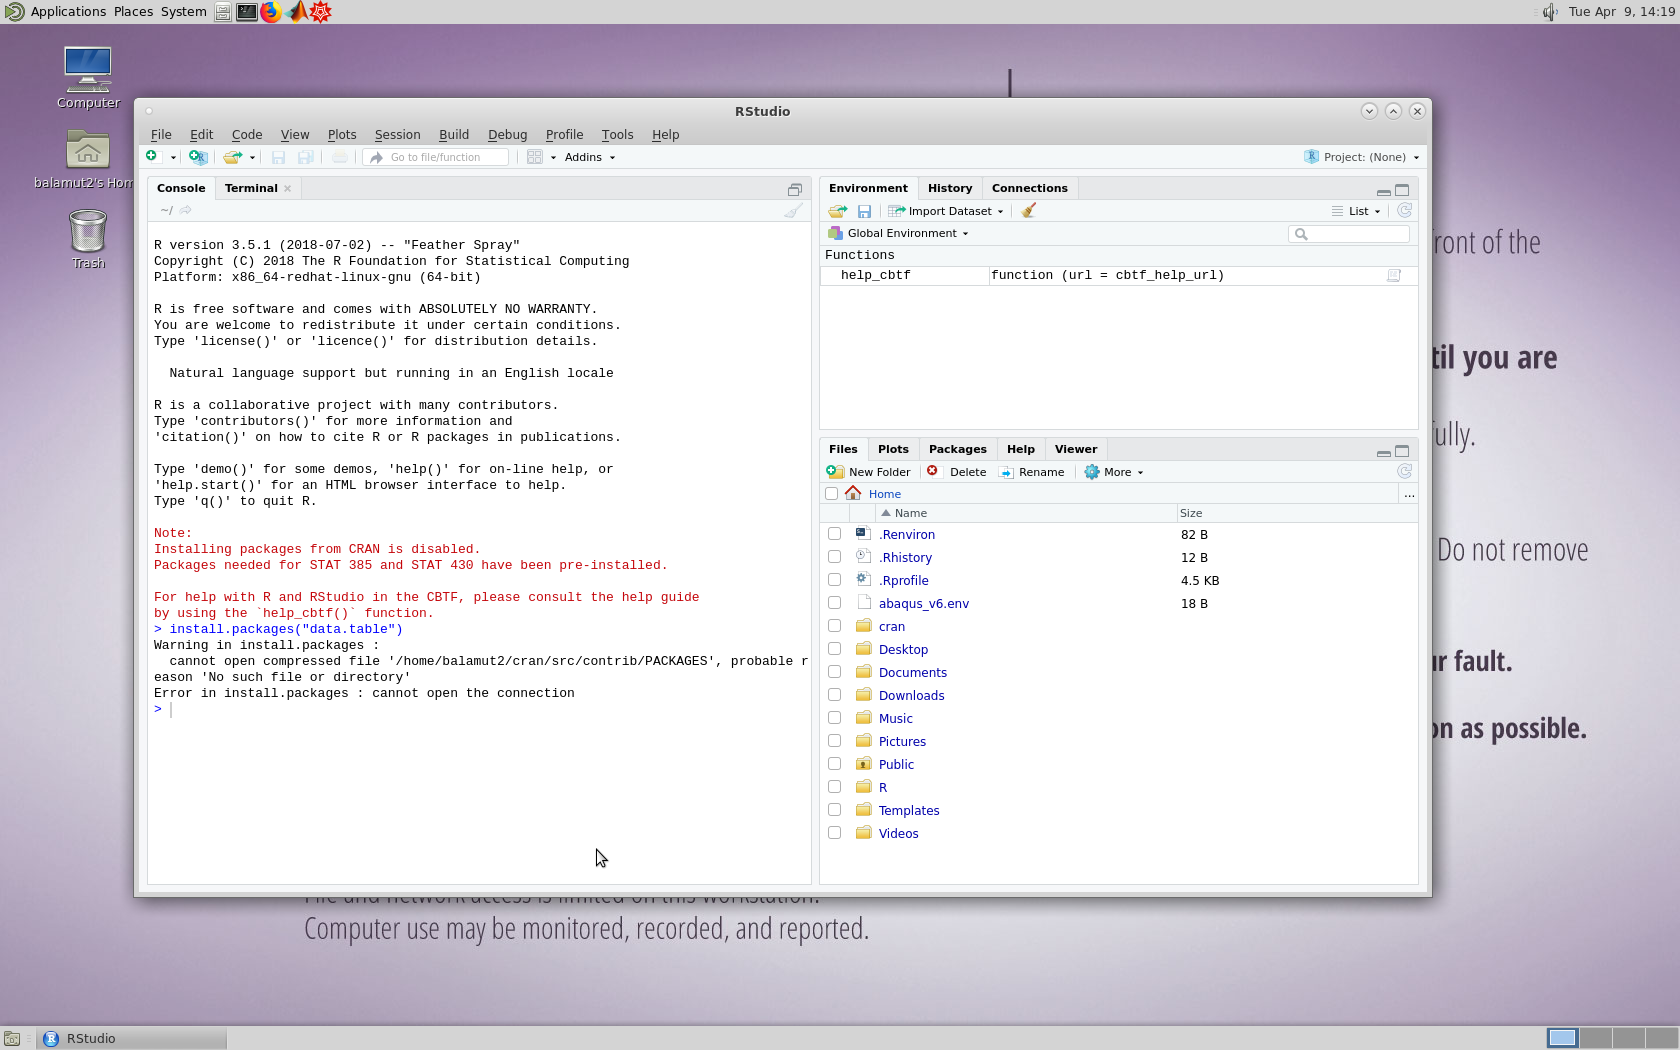 Applications Places System
Tue Apr 9, 14:19
Computer
balamut2's Hom
Trash
RStudio
File Edit Code View Plots Session Build Debug Profile Tools Help
Go to file/function
Addins
Project: (None)
Console Terminal
~/
R version 3.5.1 (2018-07-02) -- "Feather Spray"
Copyright (C) 2018 The R Foundation for Statistical Computing
Platform: x86_64-redhat-linux-gnu (64-bit)
R is free software and comes with ABSOLUTELY NO WARRANTY.
You are welcome to redistribute it under certain conditions.
Type 'license()' or 'licence()' for distribution details.
Natural language support but running in an English locale
R is a collaborative project with many contributors.
Type 'contributors()' for more information and
'citation()' on how to cite R or R packages in publications.
Type 'demo()' for some demos, 'help()' for on-line help, or
'help.start()' for an HTML browser interface to help.
Type 'q()' to quit R.
Note:
Installing packages from CRAN is disabled.
Packages needed for STAT 385 and STAT 430 have been pre-installed.
For help with R and RStudio in the CBTF, please consult the help guide
by using the `help_cbtf()` function.
> install.packages("data.table")
Warning in install.packages :
cannot open compressed file '/home/balamut2/cran/src/contrib/PACKAGES', probable r
eason 'No such file or directory'
Error in install.packages : cannot open the connection
>
Environment History Connections
Import Dataset
List
Global Environment
Functions
help_cbtf function (url = cbtf_help_url)
Files Plots Packages Help Viewer
New Folder Delete Rename More
Home
...
Name Size
.Renviron 82 B
.Rhistory 12 B
.Rprofile 4.5 KB
abaqus_v6.env 18 B
cran
Desktop
Documents
Downloads
Music
Pictures
Public
R
Templates
Videos
ront of the
til you are
ully.
Do not remove
ur fault.
on as possible.
File and network access is limited on this workstation.
Computer use may be monitored, recorded, and reported.
RStudio